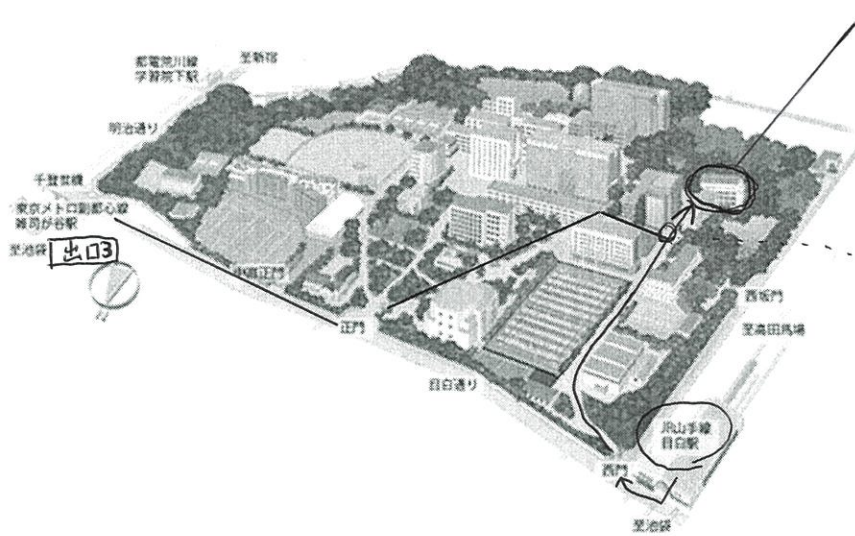 至新宿
都電荒川線
学習院下駅
明治通り
千登世橋
東京メトロ副都心線
雑司が谷駅
至池袋
出口3
正門
目白通り
西坂門
至高田馬場
JR山手線
目白駅
西門
至池袋